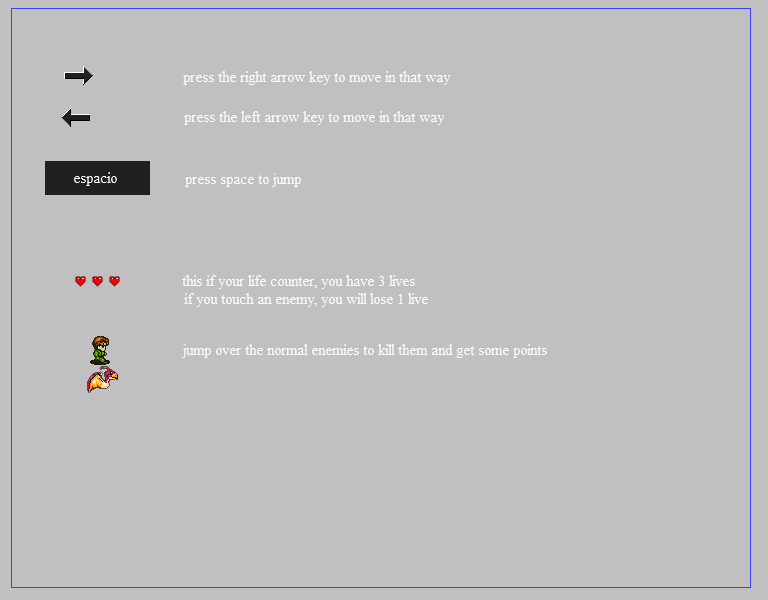 press the right arrow key to move in that way
press the left arrow key to move in that way
espacio
press space to jump
this if your life counter, you have 3 lives
if you touch an enemy, you will lose 1 live
jump over the normal enemies to kill them and get some points